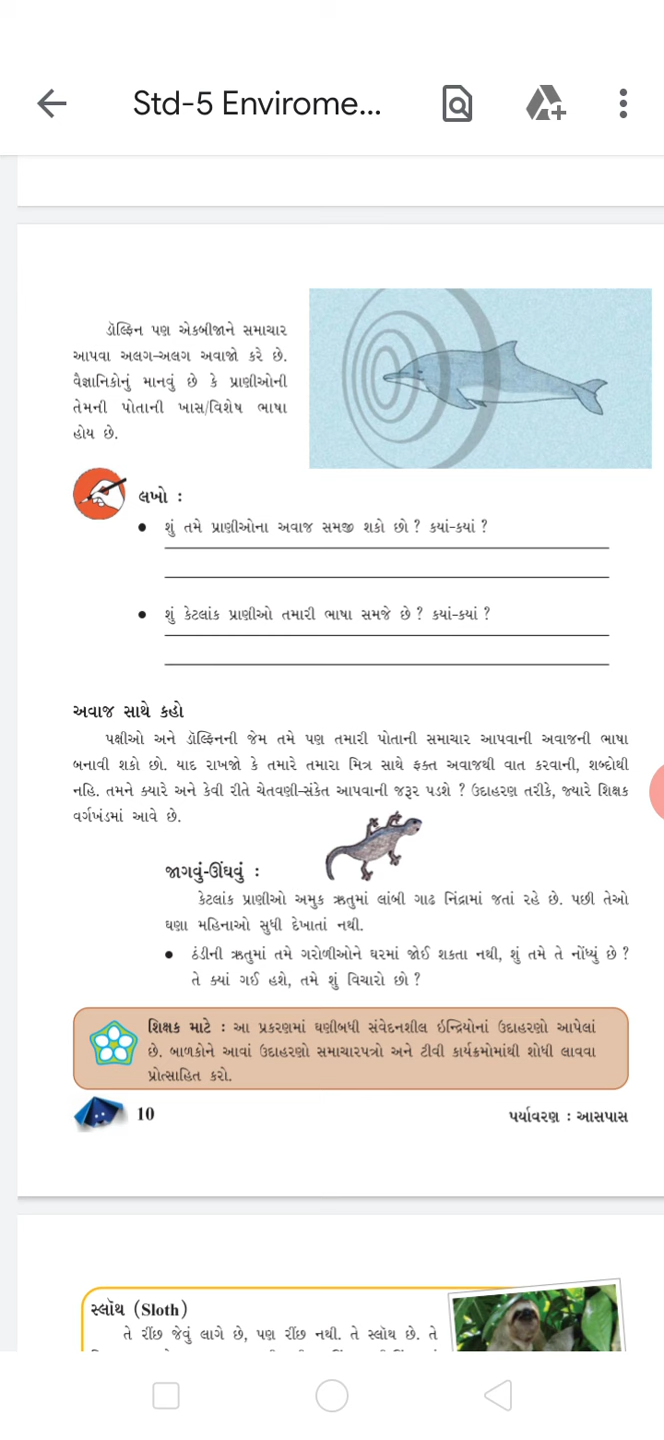 Std-5 Envirome...
ડૉલ્ફિન પણ એકબીજાને સમાચાર
આપવા અલગ-અલગ અવાજો કરે છે.
વૈજ્ઞાનિકોનું માનવું છે કે પ્રાણીઓની
તેમની પોતાની ખાસ/વિશેષ ભાષા
હોય છે.
લખો :
• શું તમે પ્રાણીઓના અવાજ સમજી શકો છો ? કયાં-કયાં ?
• શું કેટલાંક પ્રાણીઓ તમારી ભાષા સમજે છે ? કયાં-કયાં ?
અવાજ સાથે કહો
પક્ષીઓ અને ડૉલ્ફિનની જેમ તમે પણ તમારી પોતાની સમાચાર આપવાની અવાજની ભાષા
બનાવી શકો છો. યાદ રાખજો કે તમારે તમારા મિત્ર સાથે ફક્ત અવાજથી વાત કરવાની, શબ્દોથી
નહિ. તમને ક્યારે અને કેવી રીતે ચેતવણી-સંકેત આપવાની જરૂર પડશે ? ઉદાહરણ તરીકે, જ્યારે શિક્ષક
વર્ગખંડમાં આવે છે.
જાગવું-ઊંઘવું :
કેટલાંક પ્રાણીઓ અમુક ઋતુમાં લાંબી ગાઢ નિંદ્રામાં જતાં રહે છે. પછી તેઓ
ઘણા મહિનાઓ સુધી દેખાતાં નથી.
• ઠંડીની ઋતુમાં તમે ગરોળીઓને ઘરમાં જોઈ શકતા નથી, શું તમે તે નોંધ્યું છે ?
તે ક્યાં ગઈ હશે, તમે શું વિચારો છો ?
શિક્ષક માટે : આ પ્રકરણમાં ઘણીબધી સંવેદનશીલ ઇન્દ્રિયોનાં ઉદાહરણો આપેલાં
છે. બાળકોને આવાં ઉદાહરણો સમાચારપત્રો અને ટીવી કાર્યક્રમોમાંથી શોધી લાવવા
પ્રોત્સાહિત કરો.
10
પર્યાવરણ : આસપાસ
સ્લૉથ (Sloth)
તે રીંછ જેવું લાગે છે, પણ રીંછ નથી. તે સ્લૉથ છે. તે